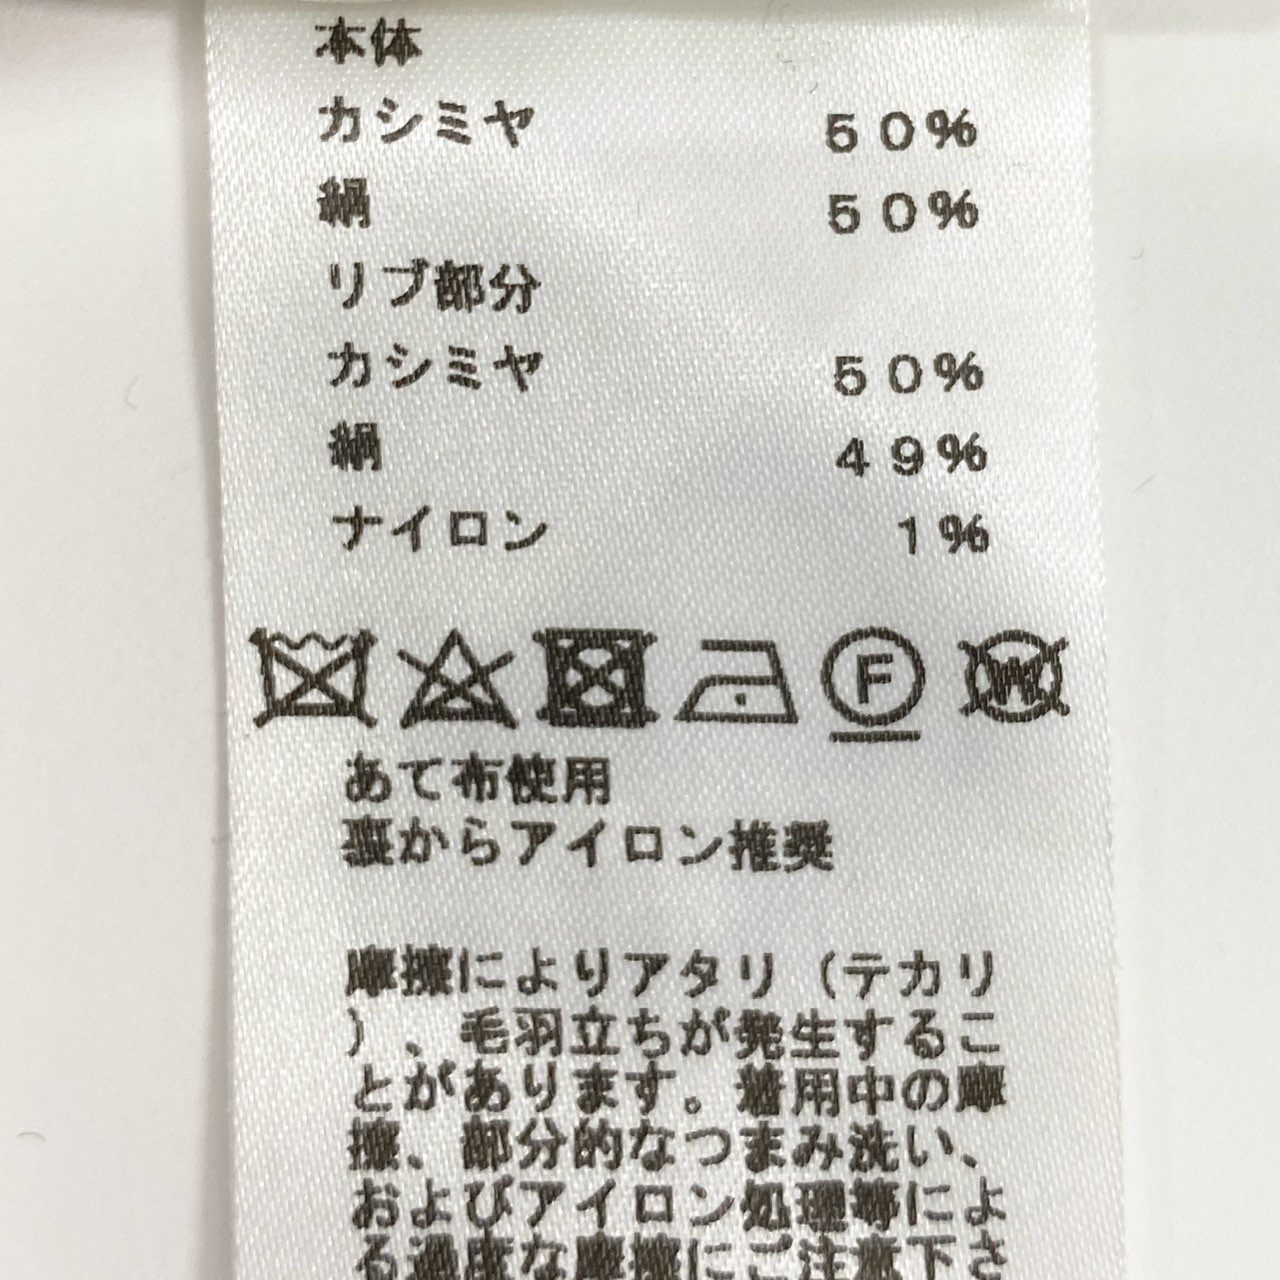 本体
カシミヤ 50%
絹 50%
リブ部分
カシミヤ 50%
絹 49%
ナイロン 1%
F W
あて布使用
裏からアイロン推奨
摩擦によりアタリ（テカリ
）、毛羽立ちが発生するこ
とがあります。着用中の摩
擦、部分的なつまみ洗い、
およびアイロン処理等によ
る過度な摩擦にご注意下さ